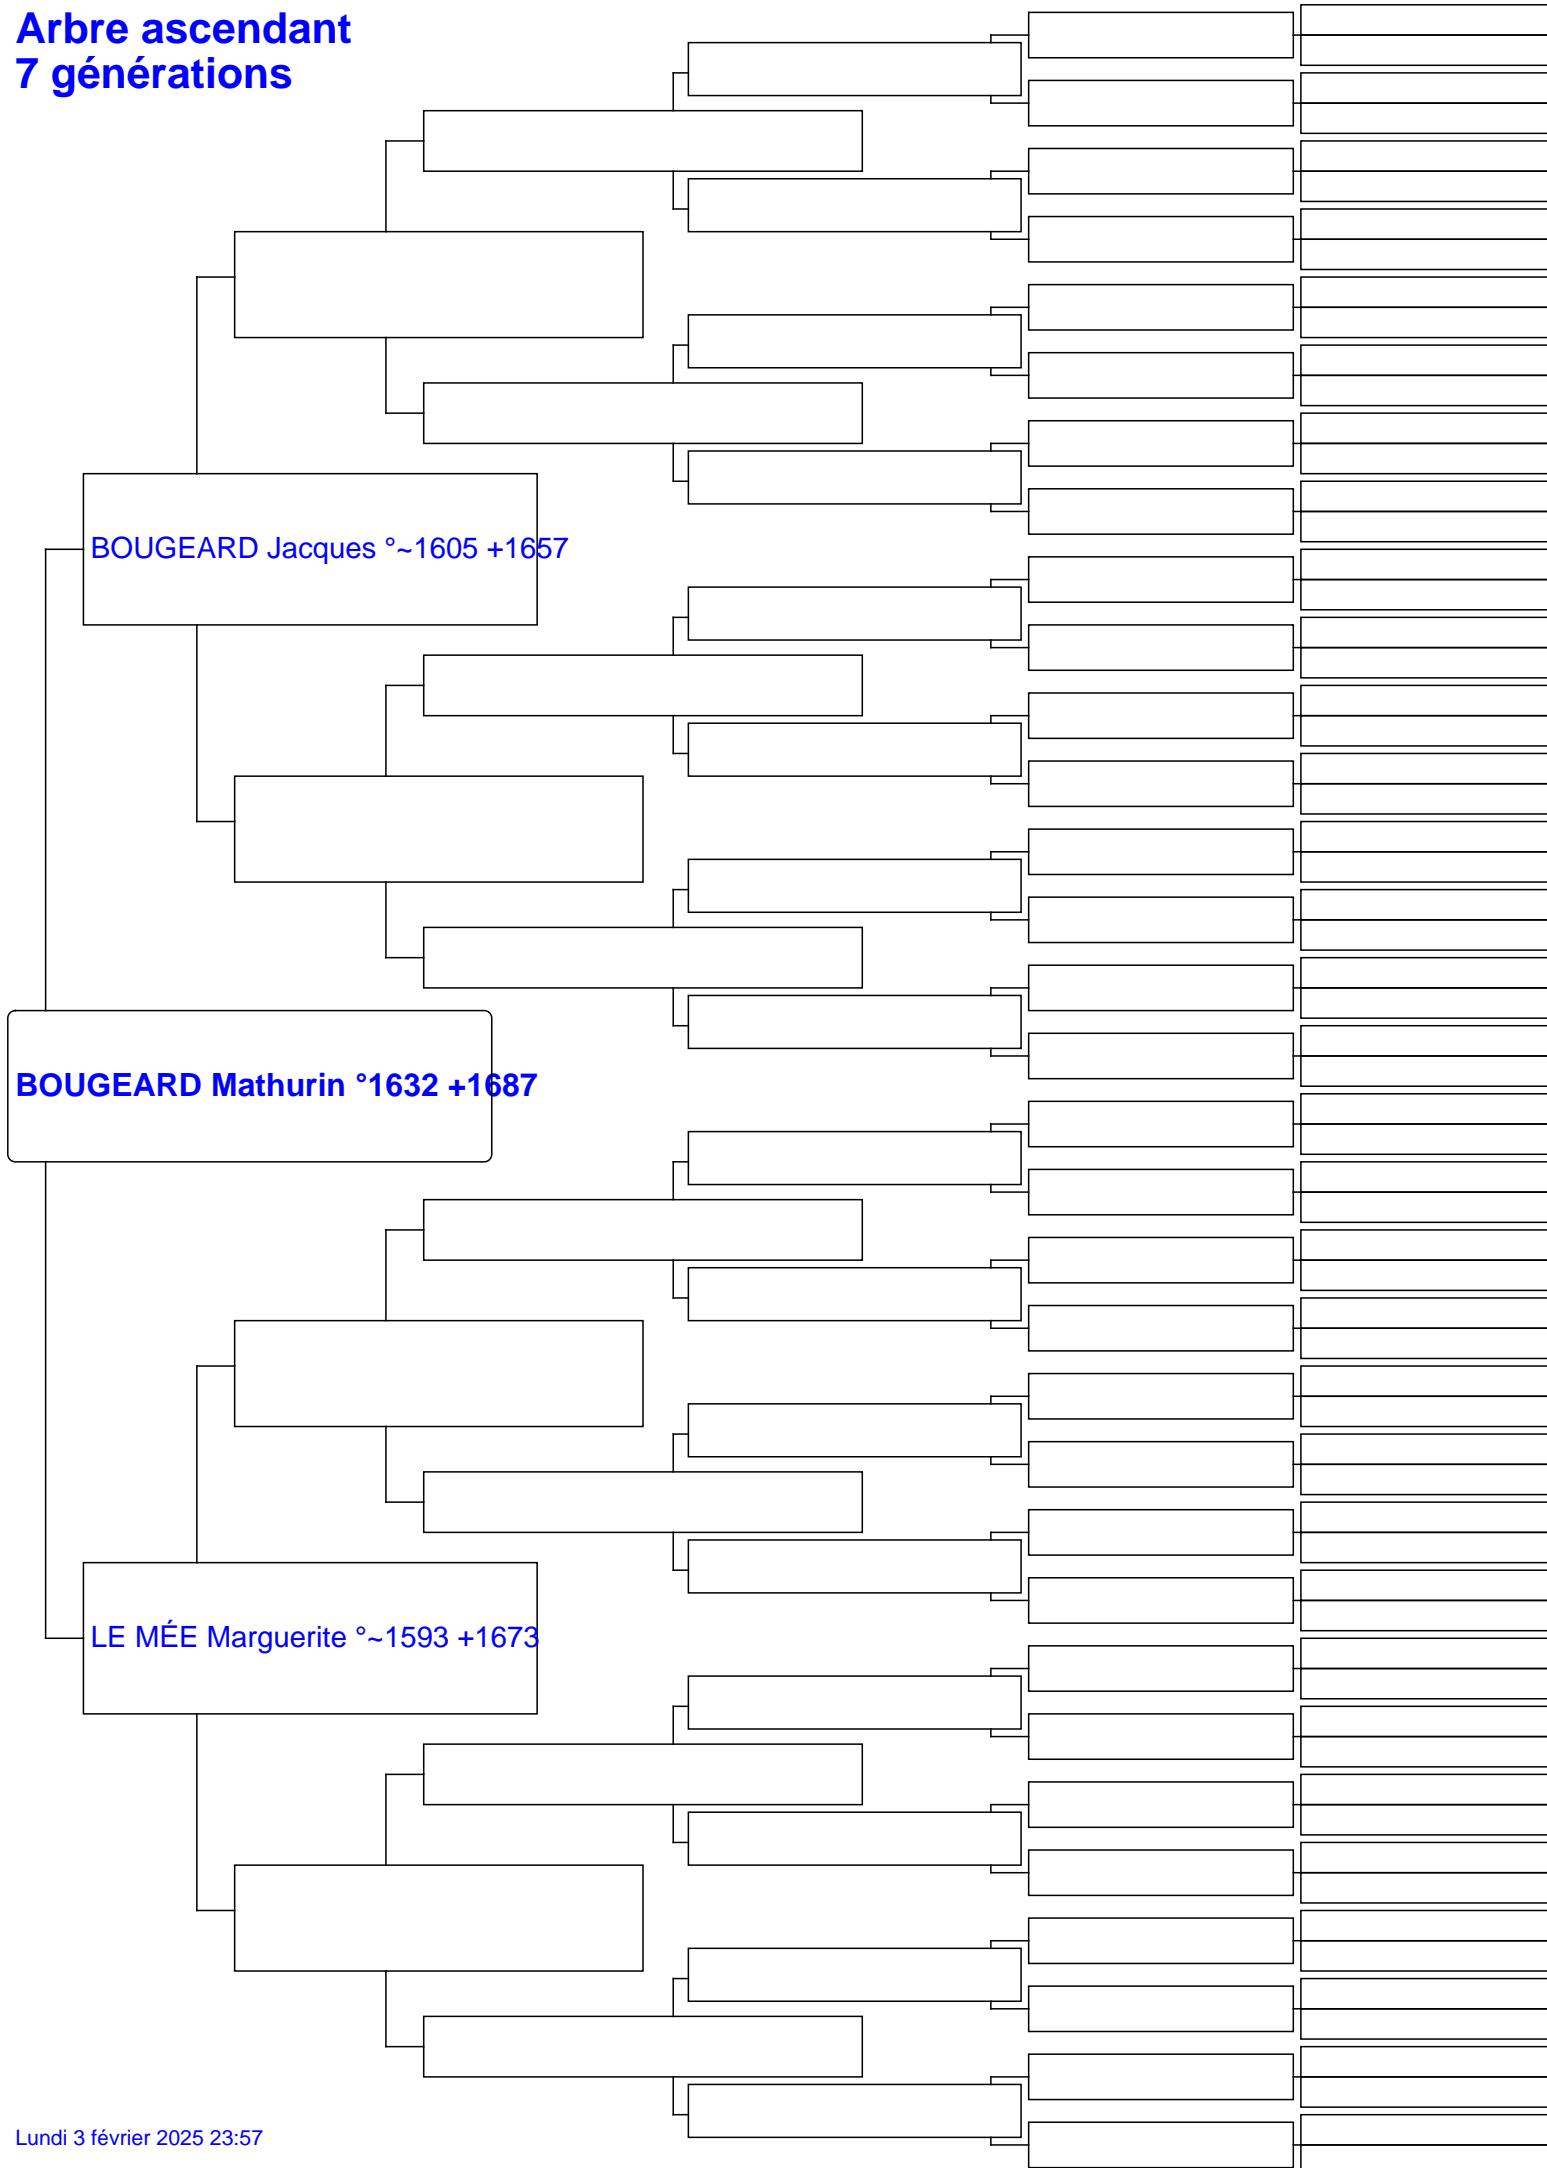 Arbre ascendant
7 générations
BOUGEARD Jacques °~1605 +1657
BOUGEARD Mathurin °1632 +1687
LE MÉE Marguerite °~1593 +1673
Lundi 3 février 2025 23:57